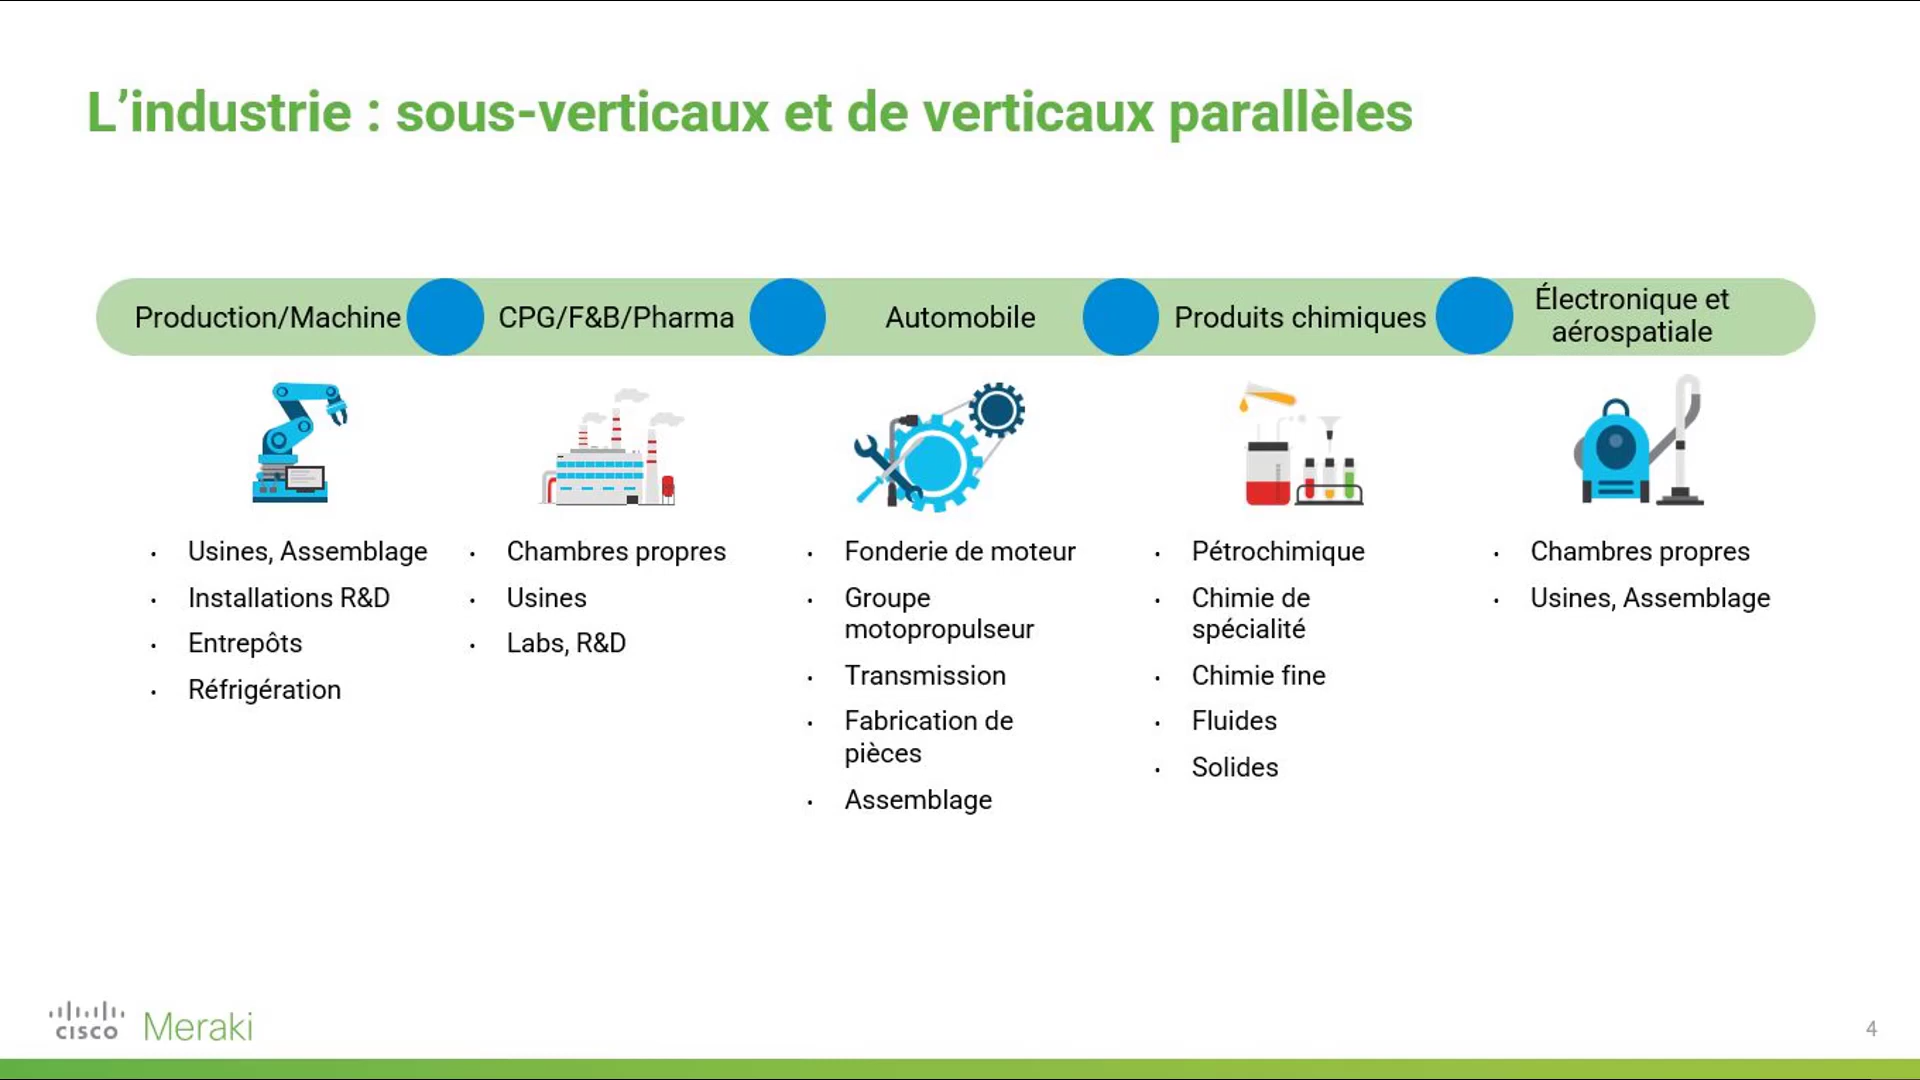 L’industrie : sous-verticaux et de verticaux parallèles
Production/Machine
CPG/F&B/Pharma
Automobile
Produits chimiques
Électronique et
aérospatiale
• Usines, Assemblage
• Installations R&D
• Entrepôts
• Réfrigération
• Chambres propres
• Usines
• Labs, R&D
• Fonderie de moteur
• Groupe
motopropulseur
• Transmission
• Fabrication de
pièces
• Assemblage
• Pétrochimique
• Chimie de
spécialité
• Chimie fine
• Fluides
• Solides
• Chambres propres
• Usines, Assemblage
CISCO Meraki
4